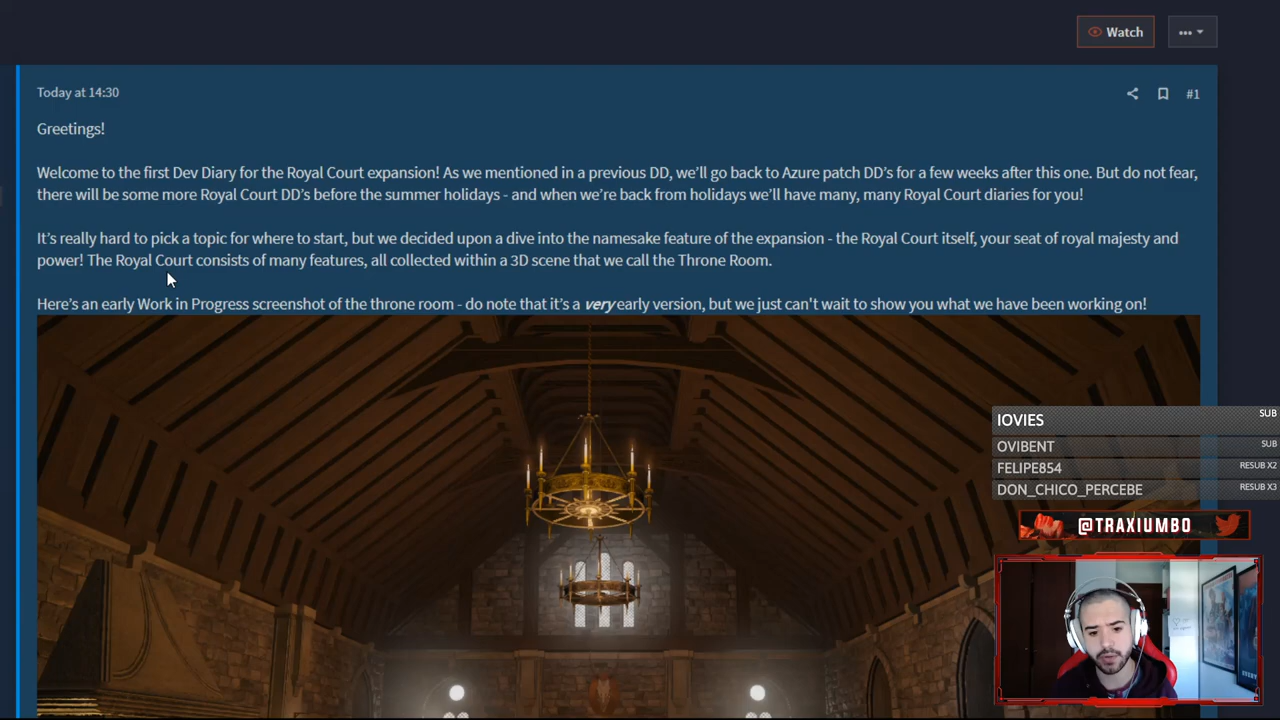 Watch
Today at 14:30
#1
Greetings!
Welcome to the first Dev Diary for the Royal Court expansion! As we mentioned in a previous DD, we'll go back to Azure patch DD's for a few weeks after this one. But do not fear,
there will be some more Royal Court DD's before the summer holidays - and when we're back from holidays we'll have many, many Royal Court diaries for you!
It's really hard to pick a topic for where to start, but we decided upon a dive into the namesake feature of the expansion - the Royal Court itself, your seat of royal majesty and
power! The Royal Court consists of many features, all collected within a 3D scene that we call the Throne Room.
Here's an early Work in Progress screenshot of the throne room - do note that it's a very early version, but we just can't wait to show you what we have been working on!
IOVIES SUB
OVIBENT SUB
FELIPE854 RESUB X2
DON_CHICO_PERCEBE RESUB X3
@TRAXIUMBO